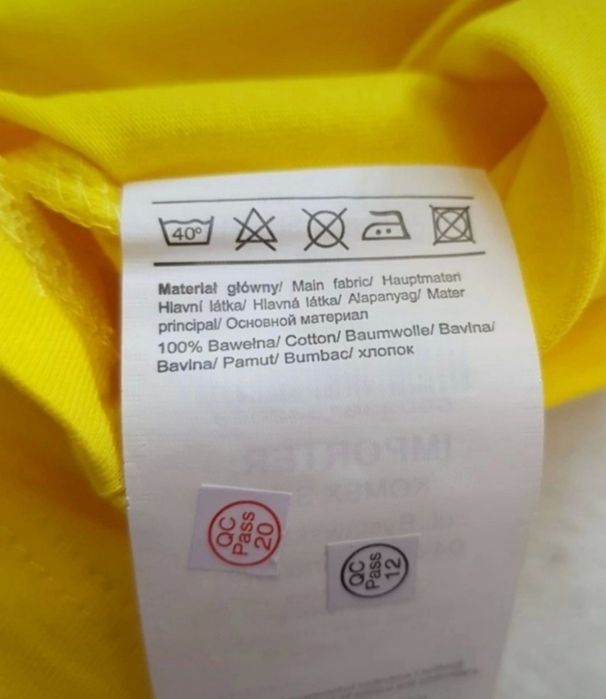 40°
Materiał główny/ Main fabric/ Hauptmateri
Hlavní látka/ Hlavná látka/ Alapanyag/ Mater
principal/ Основной материал
100% Bawełna/ Cotton/ Baumwolle/ Bavlna/
Bavlna/ Pamut/ Bumbac/ хлопок
IMPORTER
KOMEX
QC
Pass
20
QC
Pass
12